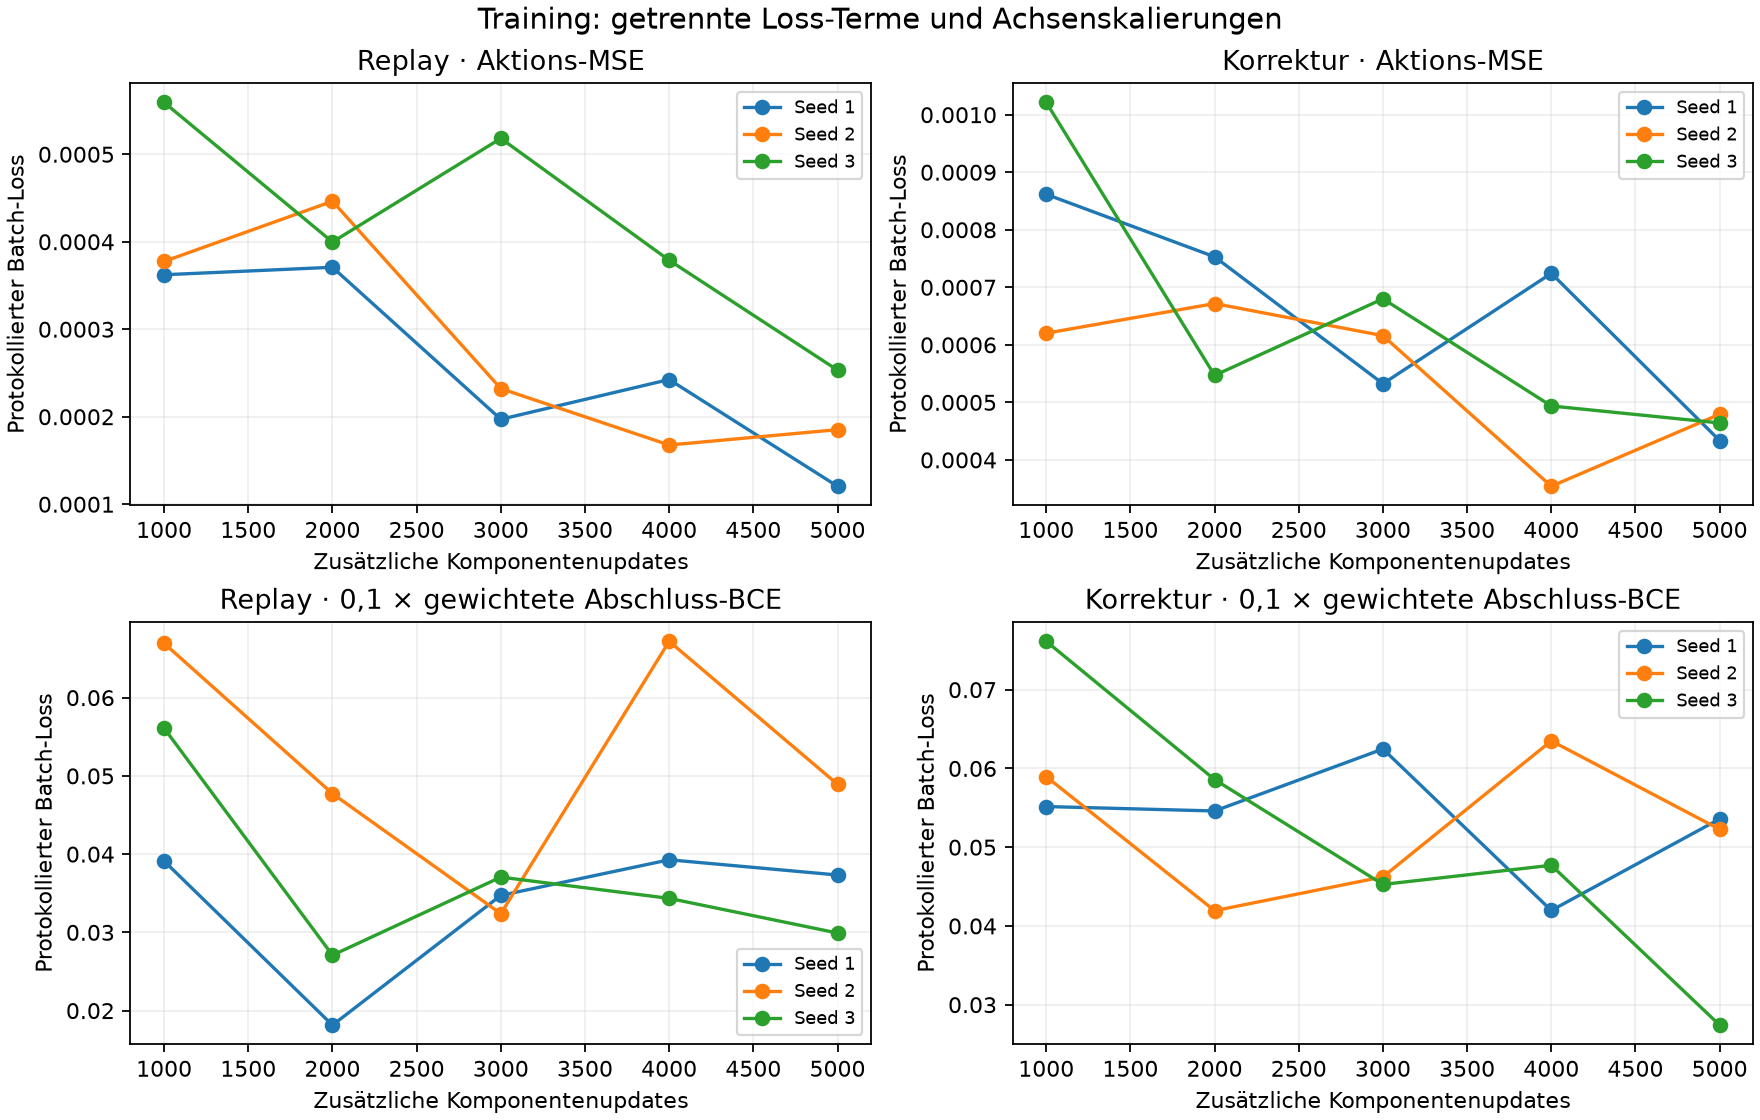 Training: getrennte Loss-Terme und Achsenskalierungen
Replay · Aktions-MSE
Protokollierter Batch-Loss
0.0005
0.0004
0.0003
0.0002
0.0001
Seed 1
Seed 2
Seed 3
1000 1500 2000 2500 3000 3500 4000 4500 5000
Zusätzliche Komponentenupdates
Korrektur · Aktions-MSE
Protokollierter Batch-Loss
0.0010
0.0009
0.0008
0.0007
0.0006
0.0005
0.0004
Seed 1
Seed 2
Seed 3
1000 1500 2000 2500 3000 3500 4000 4500 5000
Zusätzliche Komponentenupdates
Replay · 0,1 × gewichtete Abschluss-BCE
Protokollierter Batch-Loss
0.06
0.05
0.04
0.03
0.02
Seed 1
Seed 2
Seed 3
1000 1500 2000 2500 3000 3500 4000 4500 5000
Zusätzliche Komponentenupdates
Korrektur · 0,1 × gewichtete Abschluss-BCE
Protokollierter Batch-Loss
0.07
0.06
0.05
0.04
0.03
Seed 1
Seed 2
Seed 3
1000 1500 2000 2500 3000 3500 4000 4500 5000
Zusätzliche Komponentenupdates